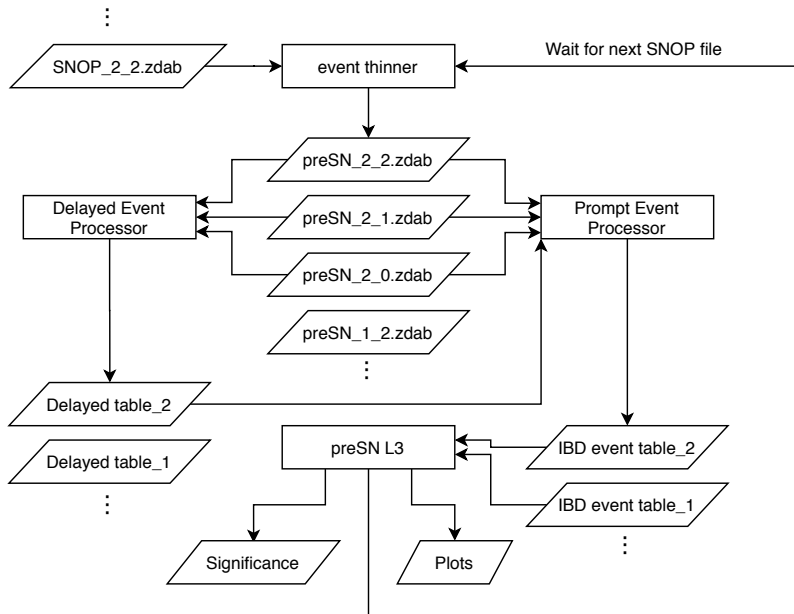 Wait for next SNOP file
SNOP_2_2.zdab
event thinner
preSN_2_2.zdab
Delayed Event
Processor
preSN_2_1.zdab
Prompt Event
Processor
preSN_2_0.zdab
preSN_1_2.zdab
Delayed table_2
preSN L3
IBD event table_2
Delayed table_1
IBD event table_1
Significance
Plots